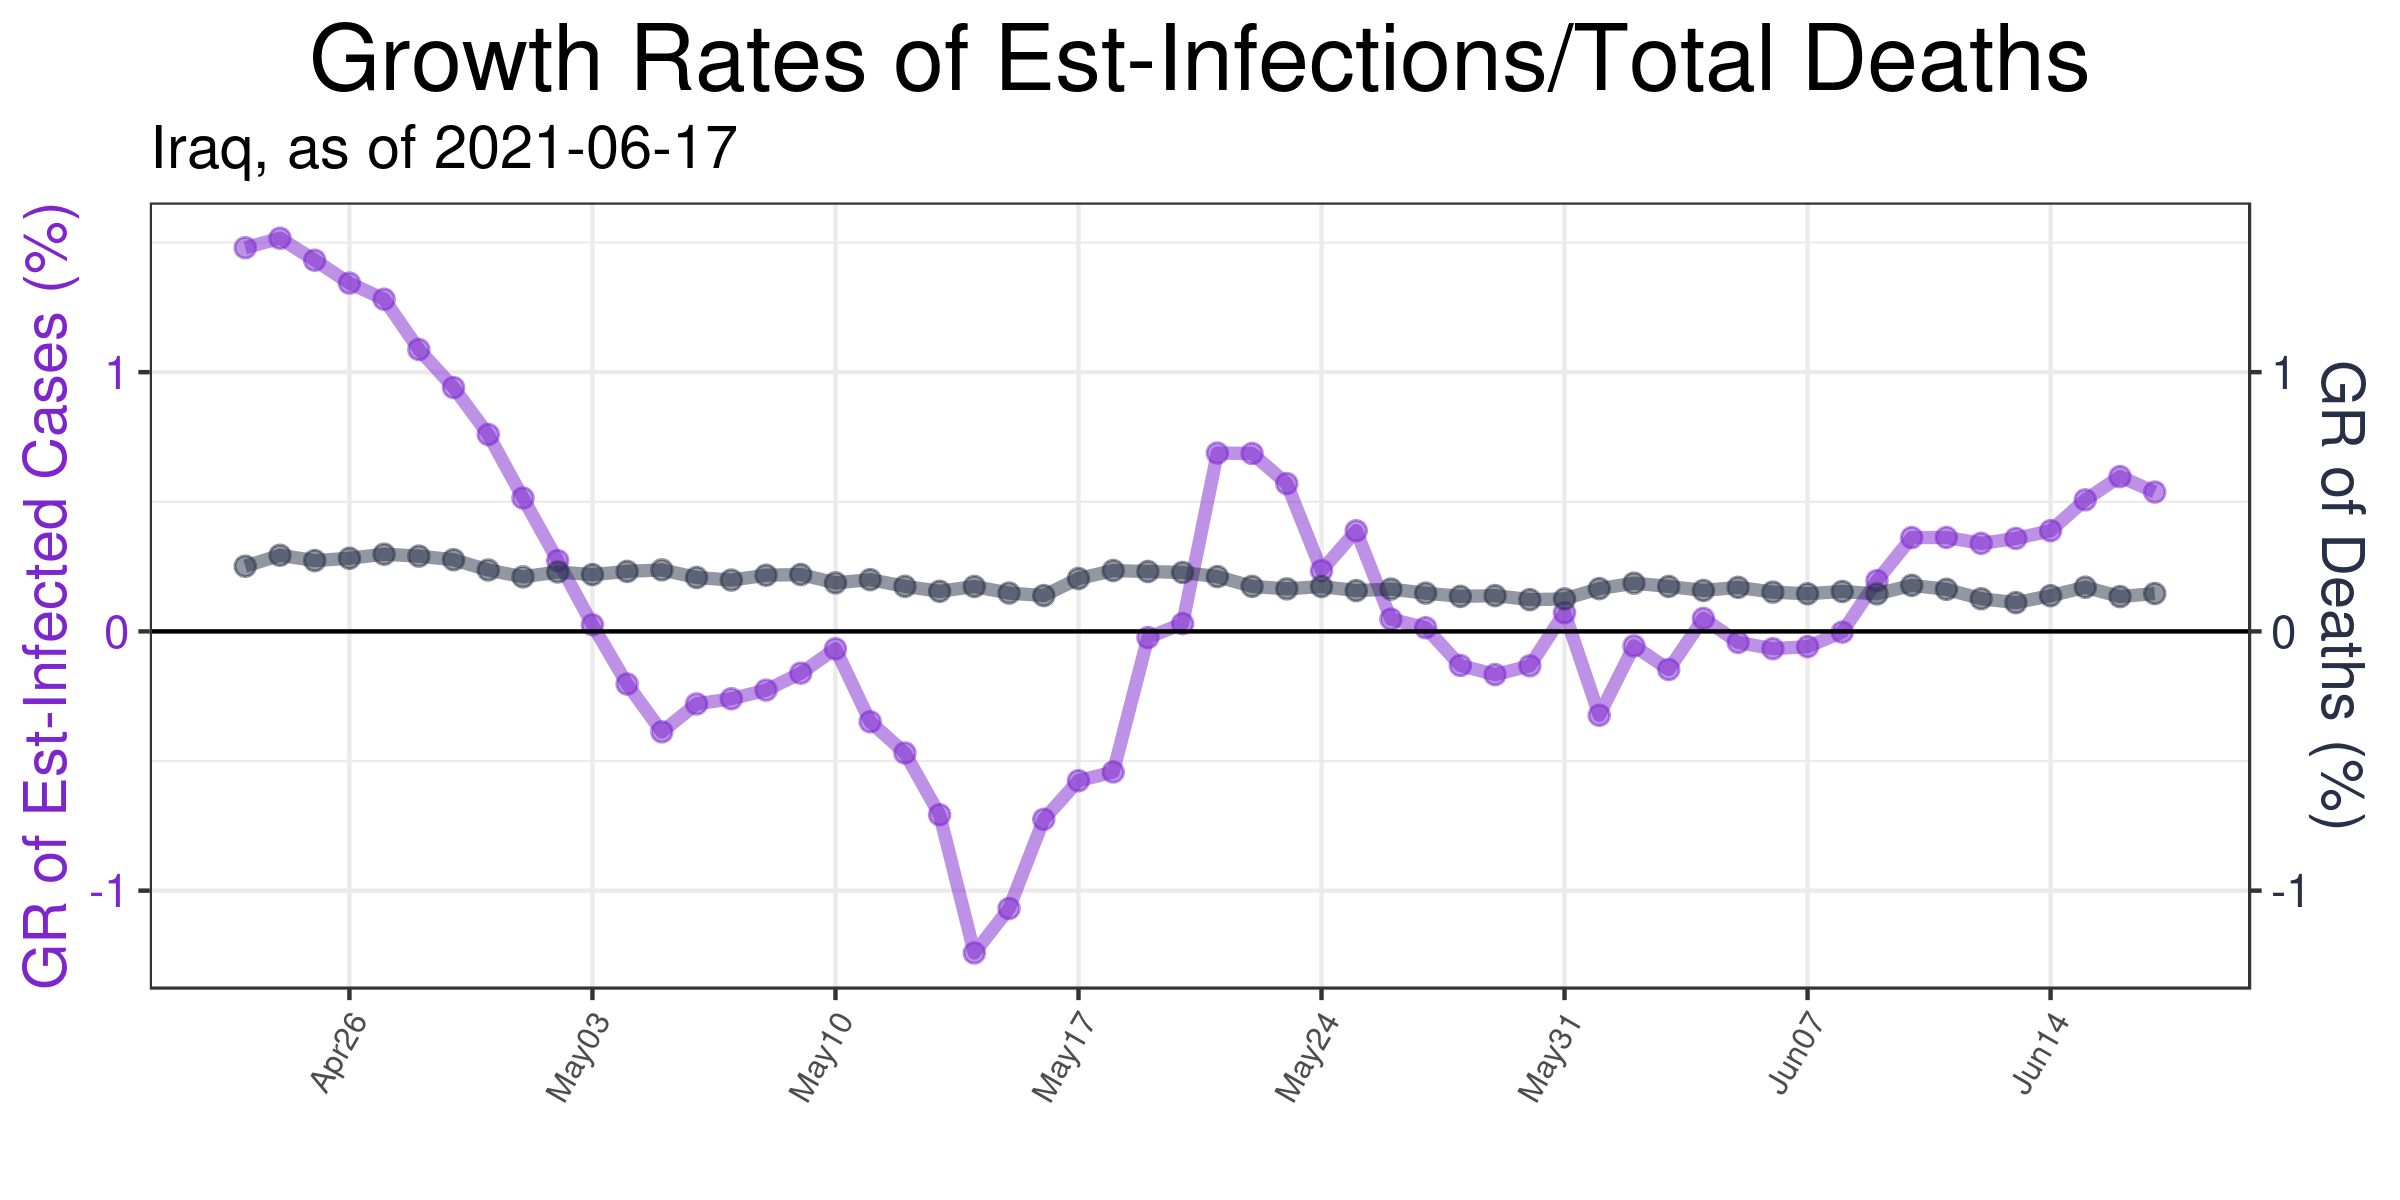 Growth Rates of Est-Infections/Total Deaths
Iraq, as of 2021-06-17
GR of Est-Infected Cases (%)
1
0
-1
1
0
-1
GR of Deaths (%)
Apr26
May03
May10
May17
May24
May31
Jun07
Jun14